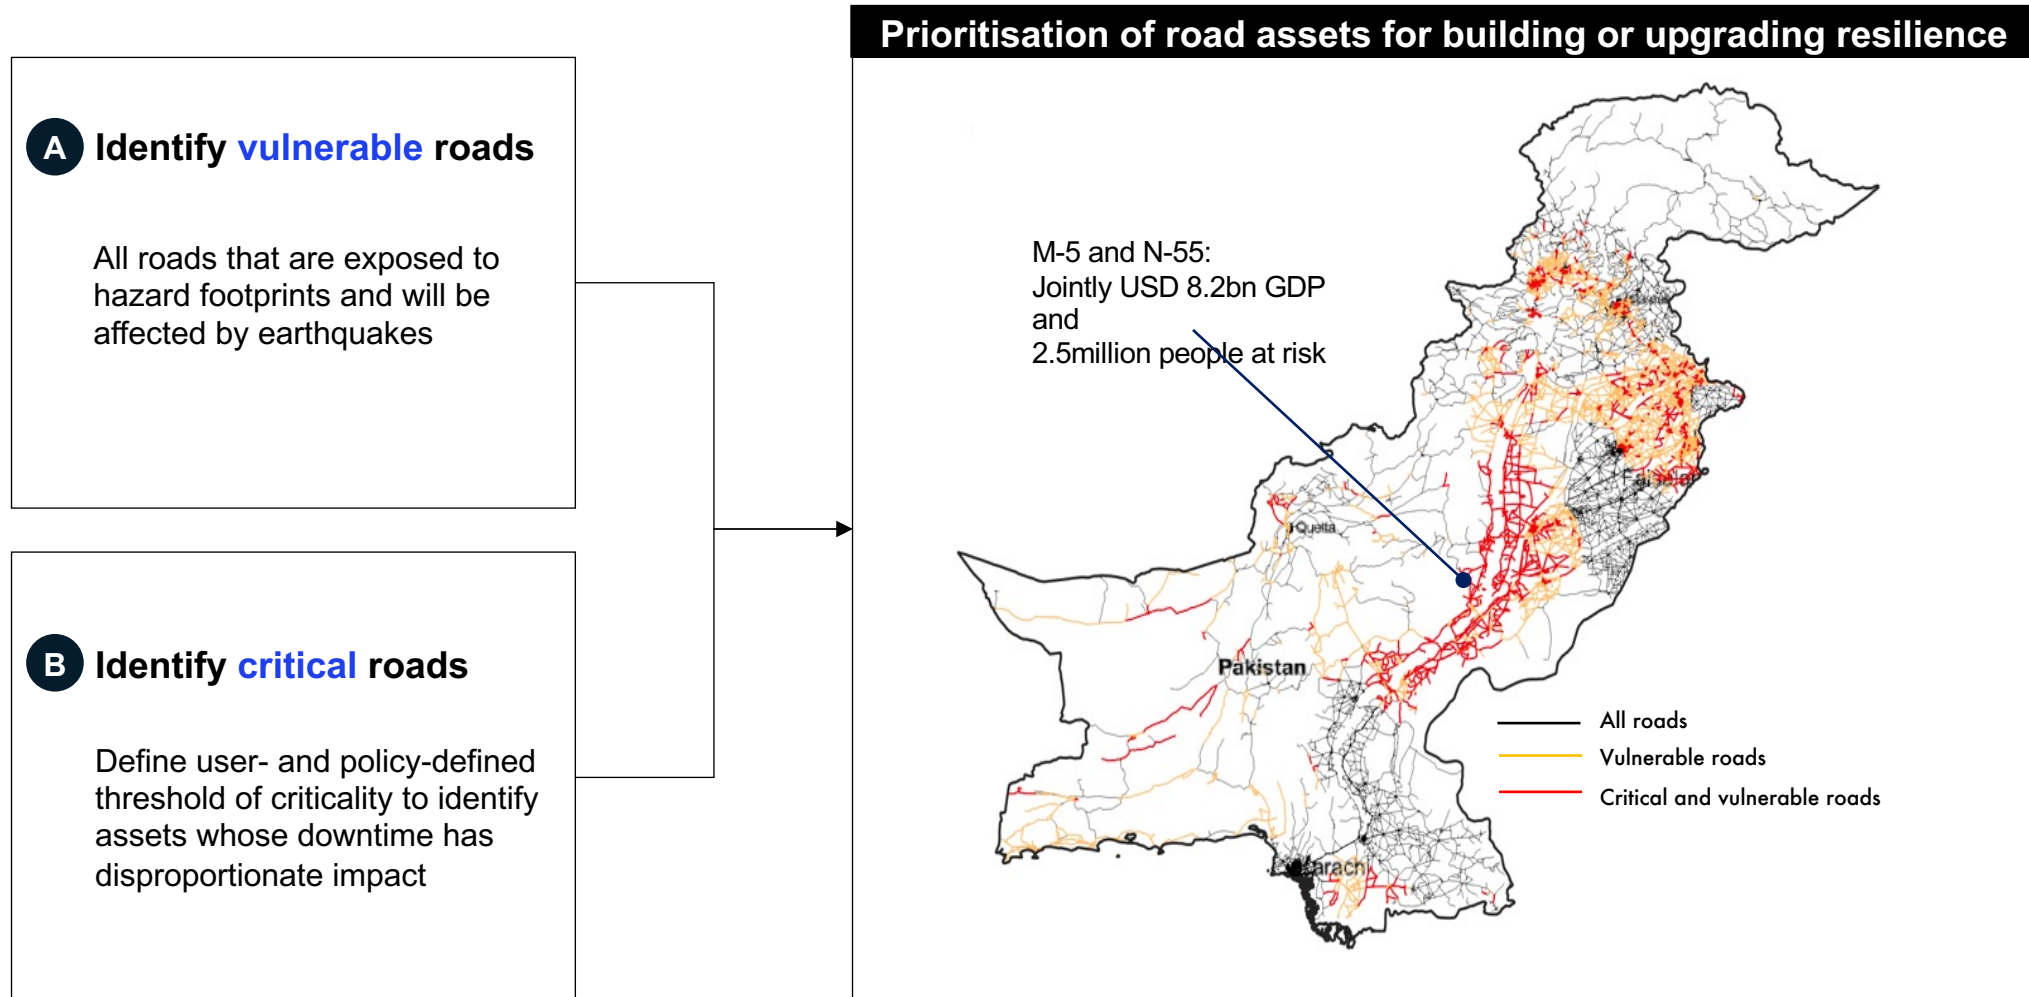 Prioritisation of road assets for building or upgrading resilience
A
Identify vulnerable roads
All roads that are exposed to
hazard footprints and will be
affected by earthquakes
B
Identify critical roads
Define user- and policy-defined
threshold of criticality to identify
assets whose downtime has
disproportionate impact
M-5 and N-55:
Jointly USD 8.2bn GDP
and
2.5million people at risk
Quetta
Pakistan
All roads
Vulnerable roads
Critical and vulnerable roads